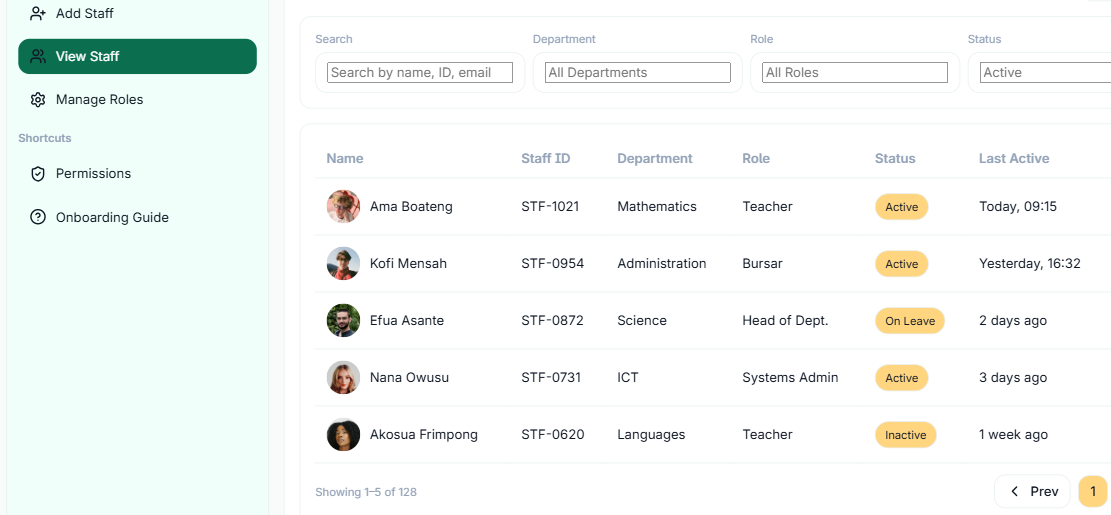 Add Staff
View Staff
Manage Roles
Shortcuts
Permissions
Onboarding Guide
Search Department Role Status
Search by name, ID, email All Departments All Roles Active
Name Staff ID Department Role Status Last Active
Ama Boateng STF-1021 Mathematics Teacher Active Today, 09:15
Kofi Mensah STF-0954 Administration Bursar Active Yesterday, 16:32
Efua Asante STF-0872 Science Head of Dept. On Leave 2 days ago
Nana Owusu STF-0731 ICT Systems Admin Active 3 days ago
Akosua Frimpong STF-0620 Languages Teacher Inactive 1 week ago
Showing 1–5 of 128 Prev 1